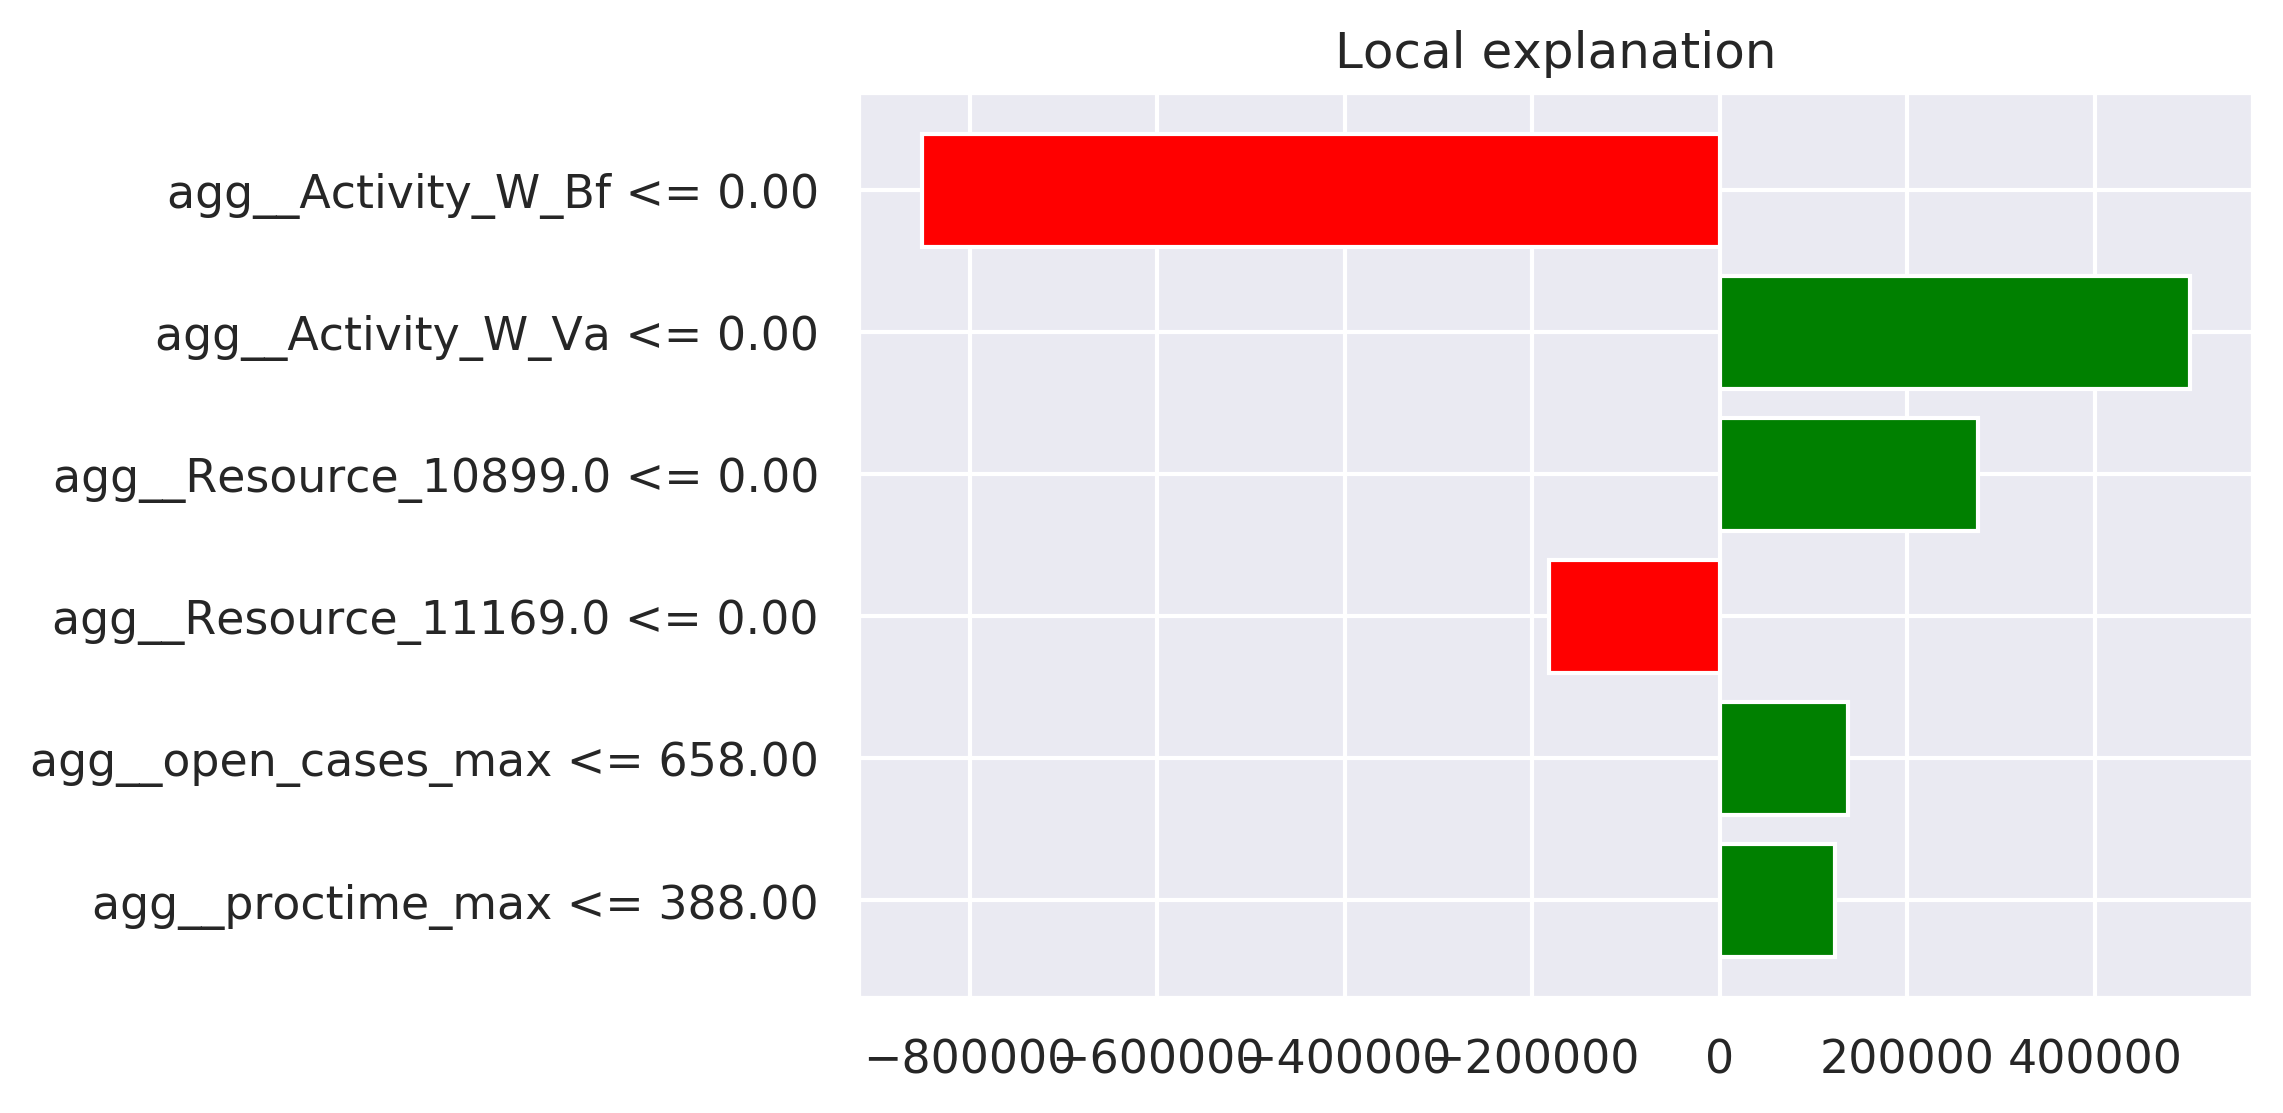 Local explanation
agg__Activity_W_Bf <= 0.00
agg__Activity_W_Va <= 0.00
agg__Resource_10899.0 <= 0.00
agg__Resource_11169.0 <= 0.00
agg__open_cases_max <= 658.00
agg__proctime_max <= 388.00
−800000 −600000 −400000 −200000 0 200000 400000